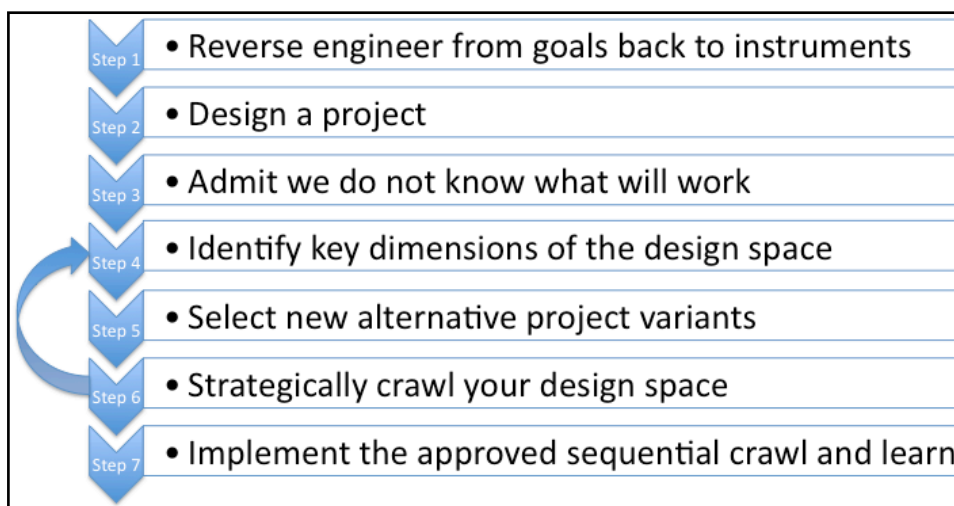 Step 1 • Reverse engineer from goals back to instruments
Step 2 • Design a project
Step 3 • Admit we do not know what will work
Step 4 • Identify key dimensions of the design space
Step 5 • Select new alternative project variants
Step 6 • Strategically crawl your design space
Step 7 • Implement the approved sequential crawl and learn